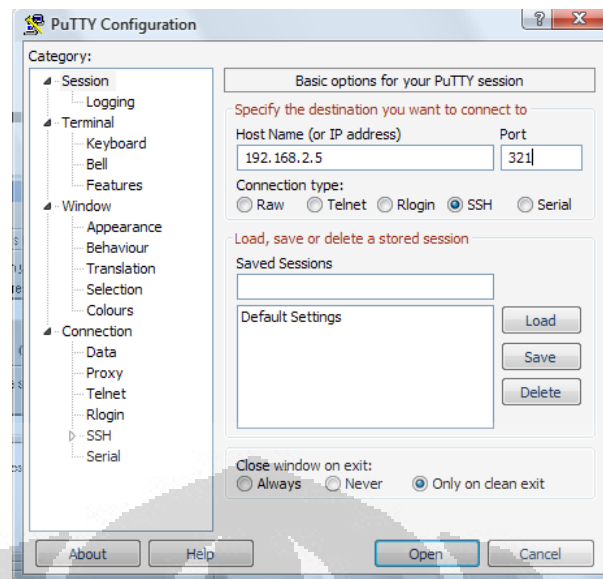 PuTTY Configuration
Category:
Session
Logging
Terminal
Keyboard
Bell
Features
Window
Appearance
Behaviour
Translation
Selection
Colours
Connection
Data
Proxy
Telnet
Rlogin
SSH
Serial
Basic options for your PuTTY session
Specify the destination you want to connect to
Host Name (or IP address) Port
192.168.2.5 321
Connection type:
Raw Telnet Rlogin SSH Serial
Load, save or delete a stored session
Saved Sessions
Default Settings
Load
Save
Delete
Close window on exit:
Always Never Only on clean exit
About Help Open Cancel